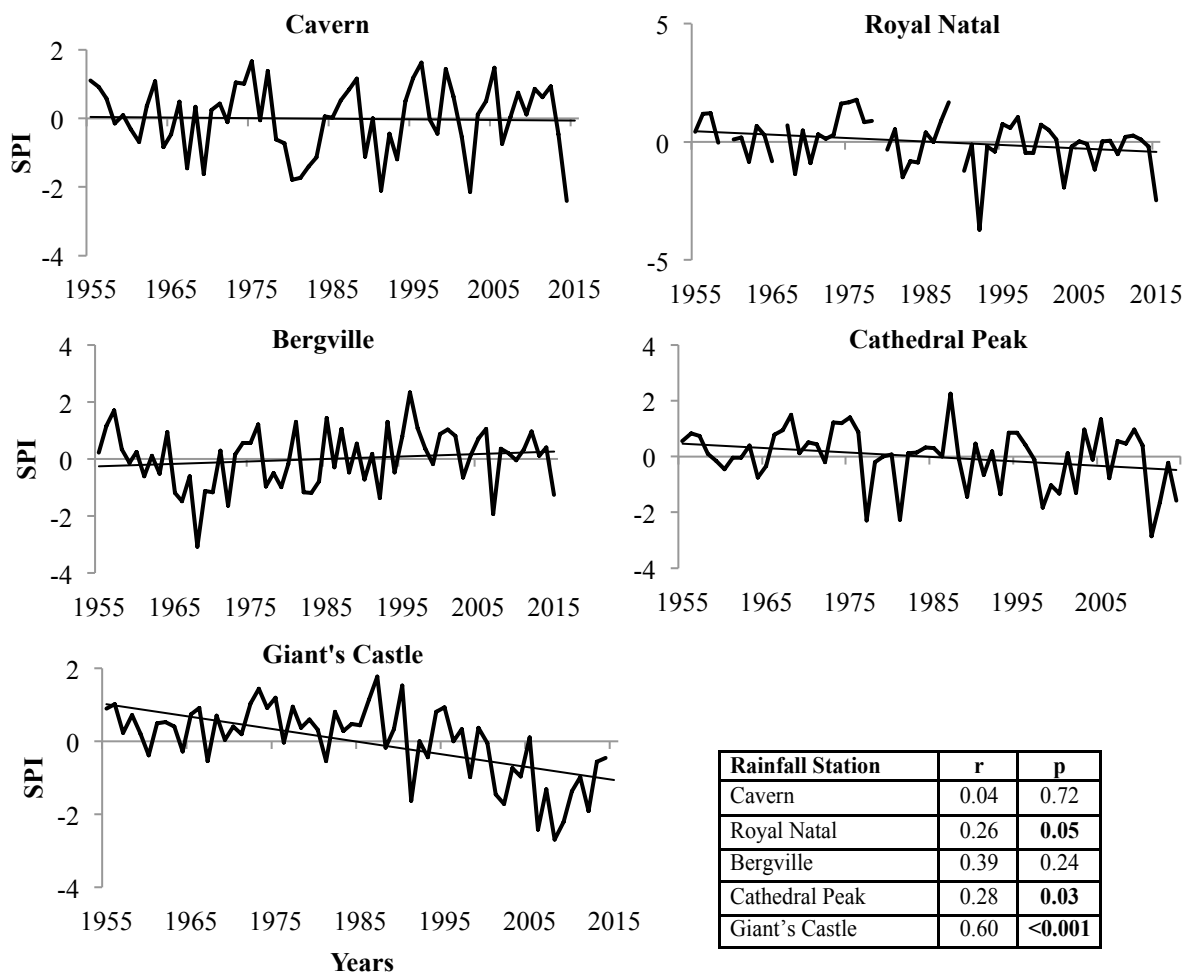 Cavern
2
0
-2
-4
SPI
1955 1965 1975 1985 1995 2005 2015
Royal Natal
5
0
-5
1955 1965 1975 1985 1995 2005 2015
Bergville
4
2
0
-2
-4
SPI
1955 1965 1975 1985 1995 2005 2015
Cathedral Peak
4
2
0
-2
-4
1955 1965 1975 1985 1995 2005
Giant's Castle
2
0
-2
-4
SPI
1955 1965 1975 1985 1995 2005 2015
Years
Rainfall Station r p
Cavern 0.04 0.72
Royal Natal 0.26 0.05
Bergville 0.39 0.24
Cathedral Peak 0.28 0.03
Giant’s Castle 0.60 <0.001